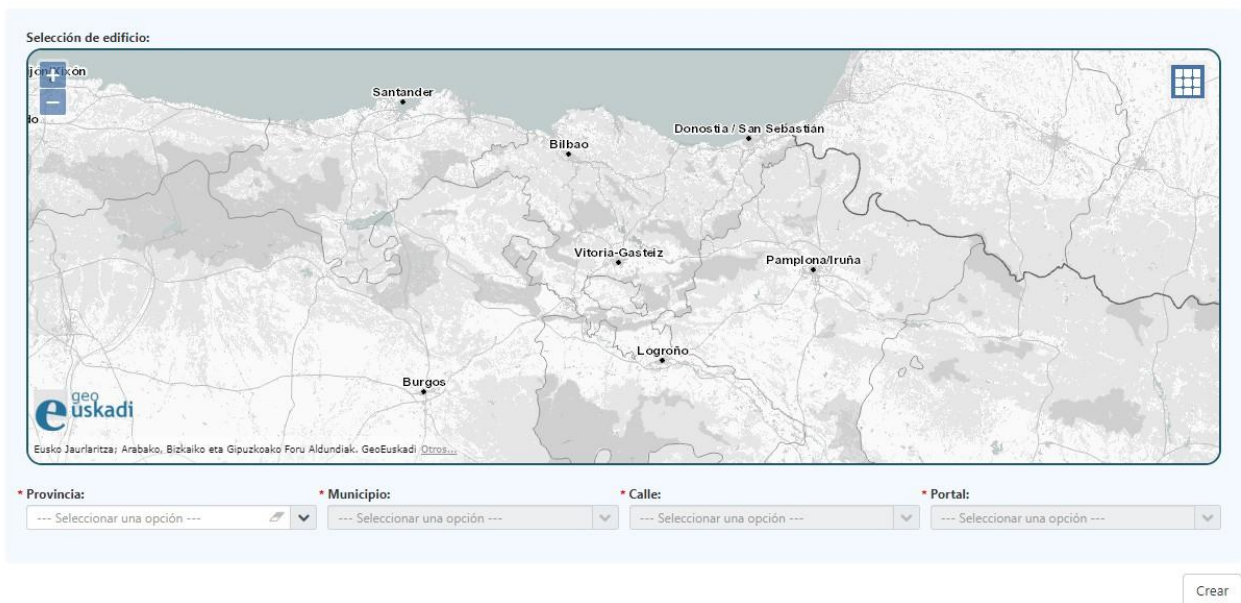 Selección de edificio:
jon/Xixón
+
−
Santander
Donostia / San Sebastián
Bilbao
Vitoria-Gasteiz
Pamplona/Iruña
Logroño
Burgos
geo
euskadi
Eusko Jaurlaritza; Arabako, Bizkaiko eta Gipuzkoako Foru Aldundiak. GeoEuskadi Otros...
* Provincia: * Municipio: * Calle: * Portal:
--- Seleccionar una opción --- --- Seleccionar una opción --- --- Seleccionar una opción --- --- Seleccionar una opción ---
Crear